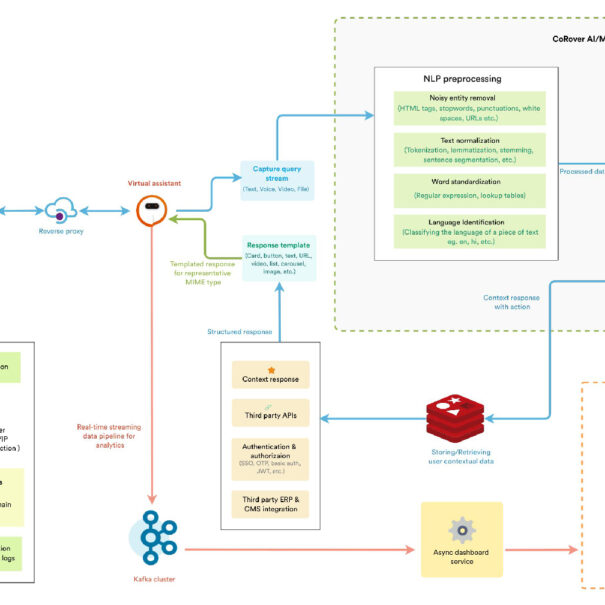 CoRover AI/M
NLP preprocessing
Noisy entity removal
(HTML tags, stopwords, punctuations, white
spaces, URLs etc.)
Text normalization
(Tokenization, lemmatization, stemming,
sentence segmentation, etc.)
Word standardization
(Regular expression, lookup tables)
Language Identification
(Classifying the language of a piece of text
eg. en, hi, etc.)
Processed data
Capture query
stream
(Text, Voice, Video, File)
Virtual assistant
Reverse proxy
Response template
(Card, button, text, URL,
video, list, carousel,
image, etc.)
Templated response
for representative
MIME type
Context response
with action
Structured response
Context response
Third party APIs
Authentication &
authorizaion
(SSO, OTP, basic auth,
JWT, etc.)
Third party ERP &
CMS integration
Storing/Retrieving
user contextual data
Real-time streaming
data pipeline for
analytics
on
er
/IP
ction )
s
main
ion
logs
Kafka cluster
Async dashboard
service